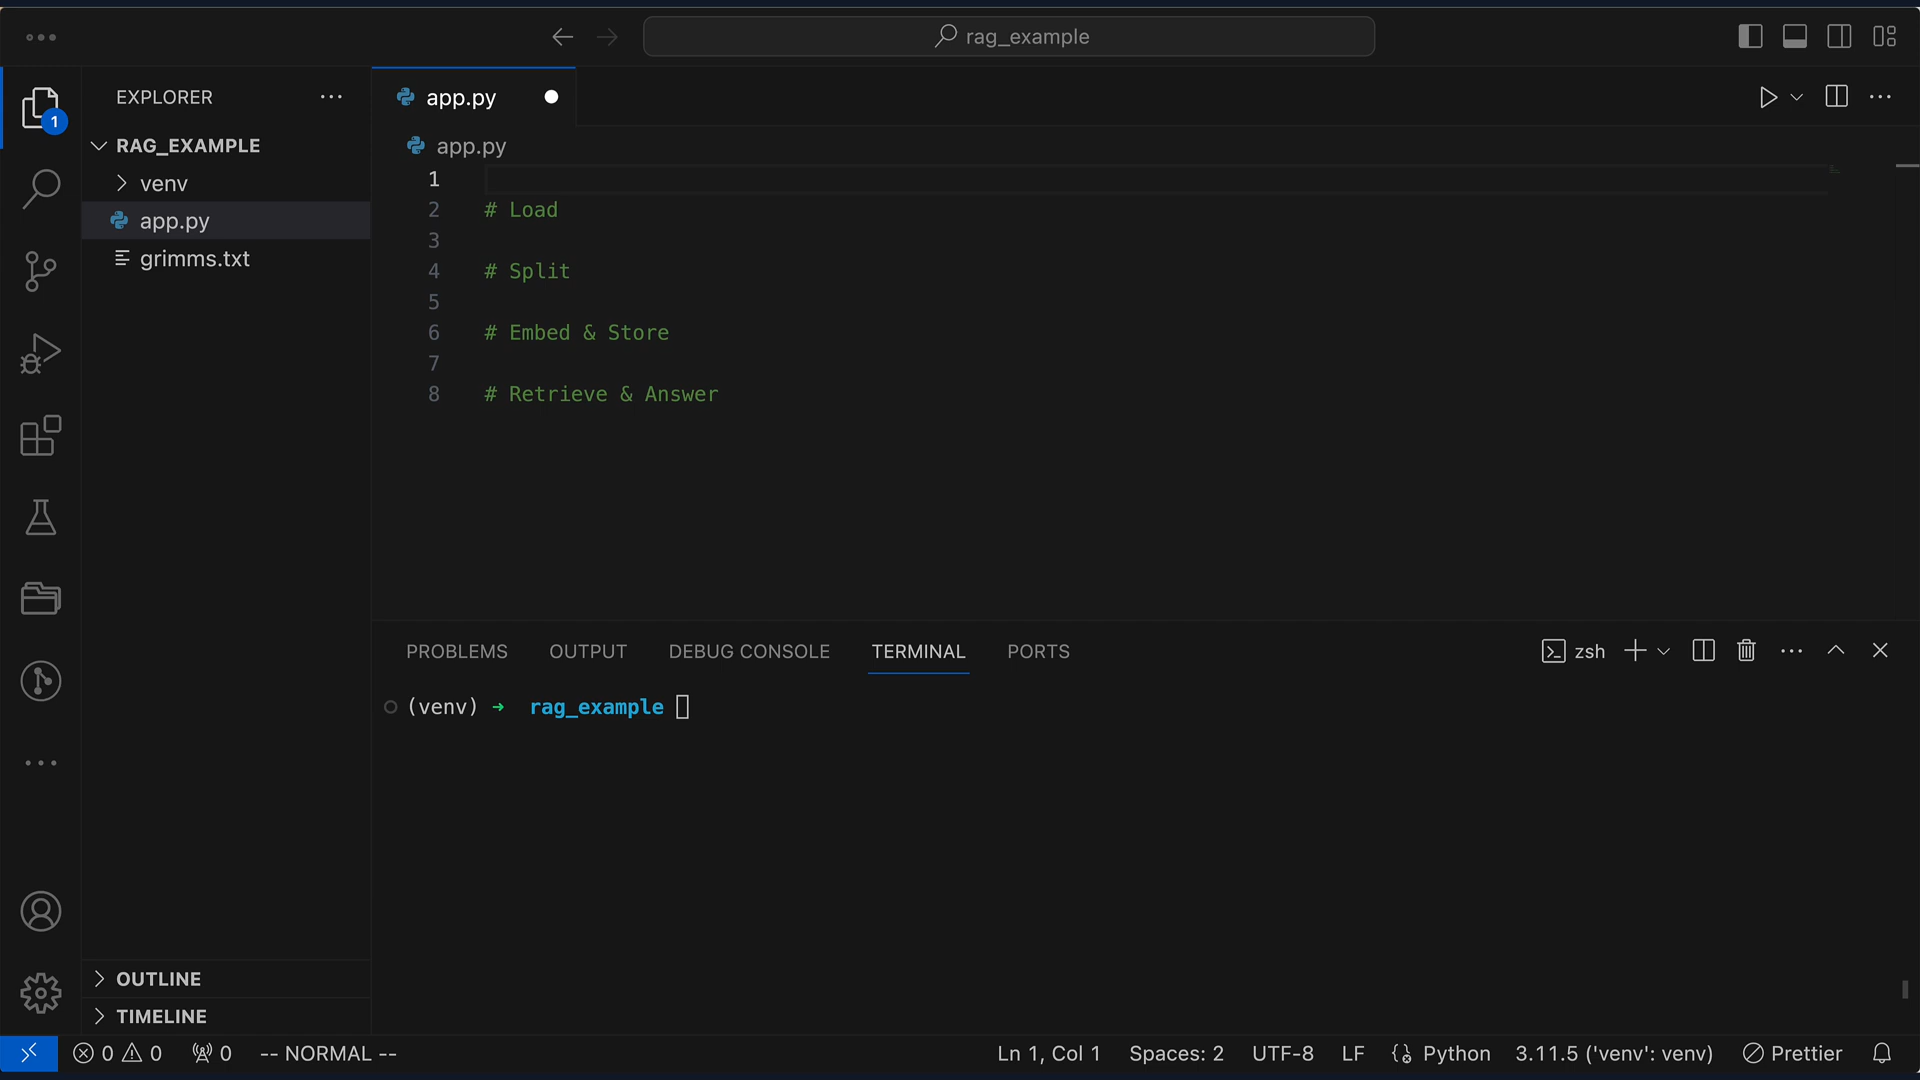 rag_example
1
EXPLORER
RAG_EXAMPLE
venv
app.py
grimms.txt
OUTLINE
TIMELINE
app.py
app.py
1
2 # Load
3
4 # Split
5
6 # Embed & Store
7
8 # Retrieve & Answer
PROBLEMS OUTPUT DEBUG CONSOLE TERMINAL PORTS
zsh
(venv) → rag_example
0 0 0 -- NORMAL -- Ln 1, Col 1 Spaces: 2 UTF-8 LF Python 3.11.5 ('venv': venv) Prettier